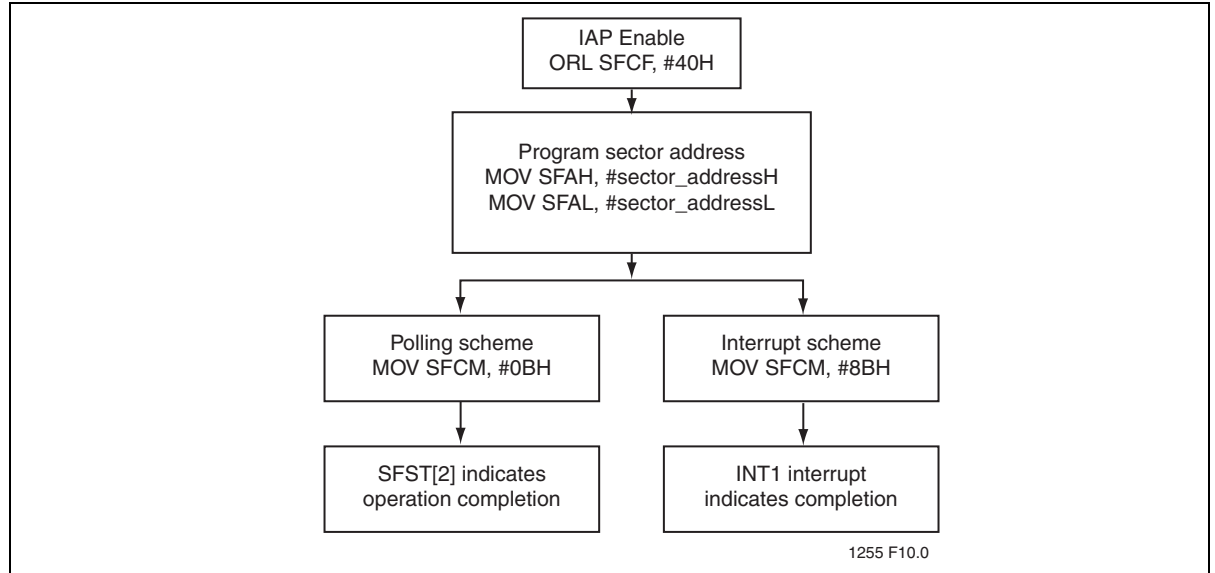 IAP Enable
ORL SFCF, #40H
Program sector address
MOV SFAH, #sector_addressH
MOV SFAL, #sector_addressL
Polling scheme
MOV SFCM, #0BH
Interrupt scheme
MOV SFCM, #8BH
SFST[2] indicates
operation completion
INT1 interrupt
indicates completion
1255 F10.0